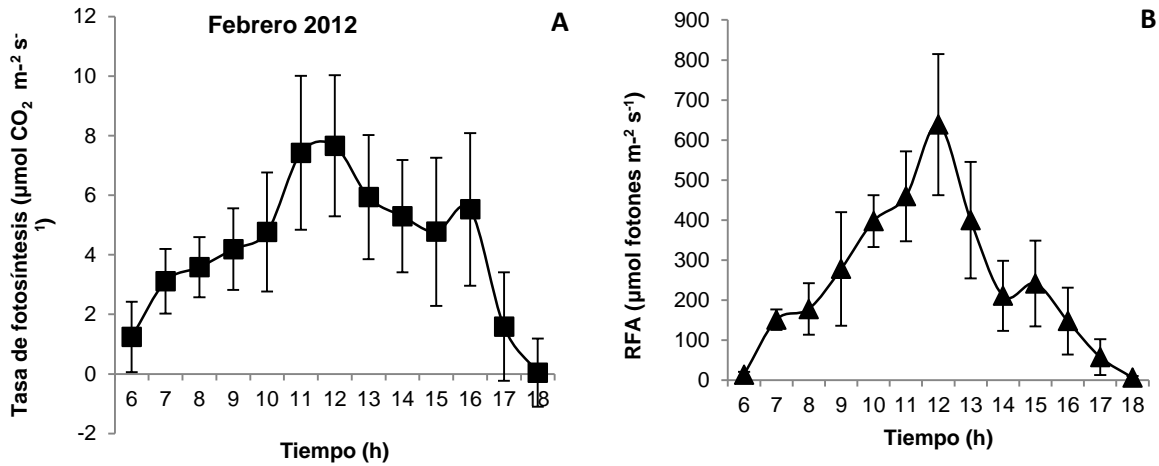 Febrero 2012
A
Tasa de fotosíntesis (µmol CO₂ m-² s-
¹)
12
10
8
6
4
2
0
-2
6 7 8 9 10 11 12 13 14 15 16 17 18
Tiempo (h)
B
RFA (µmol fotones m-² s-¹)
900
800
700
600
500
400
300
200
100
0
6 7 8 9 10 11 12 13 14 15 16 17 18
Tiempo (h)